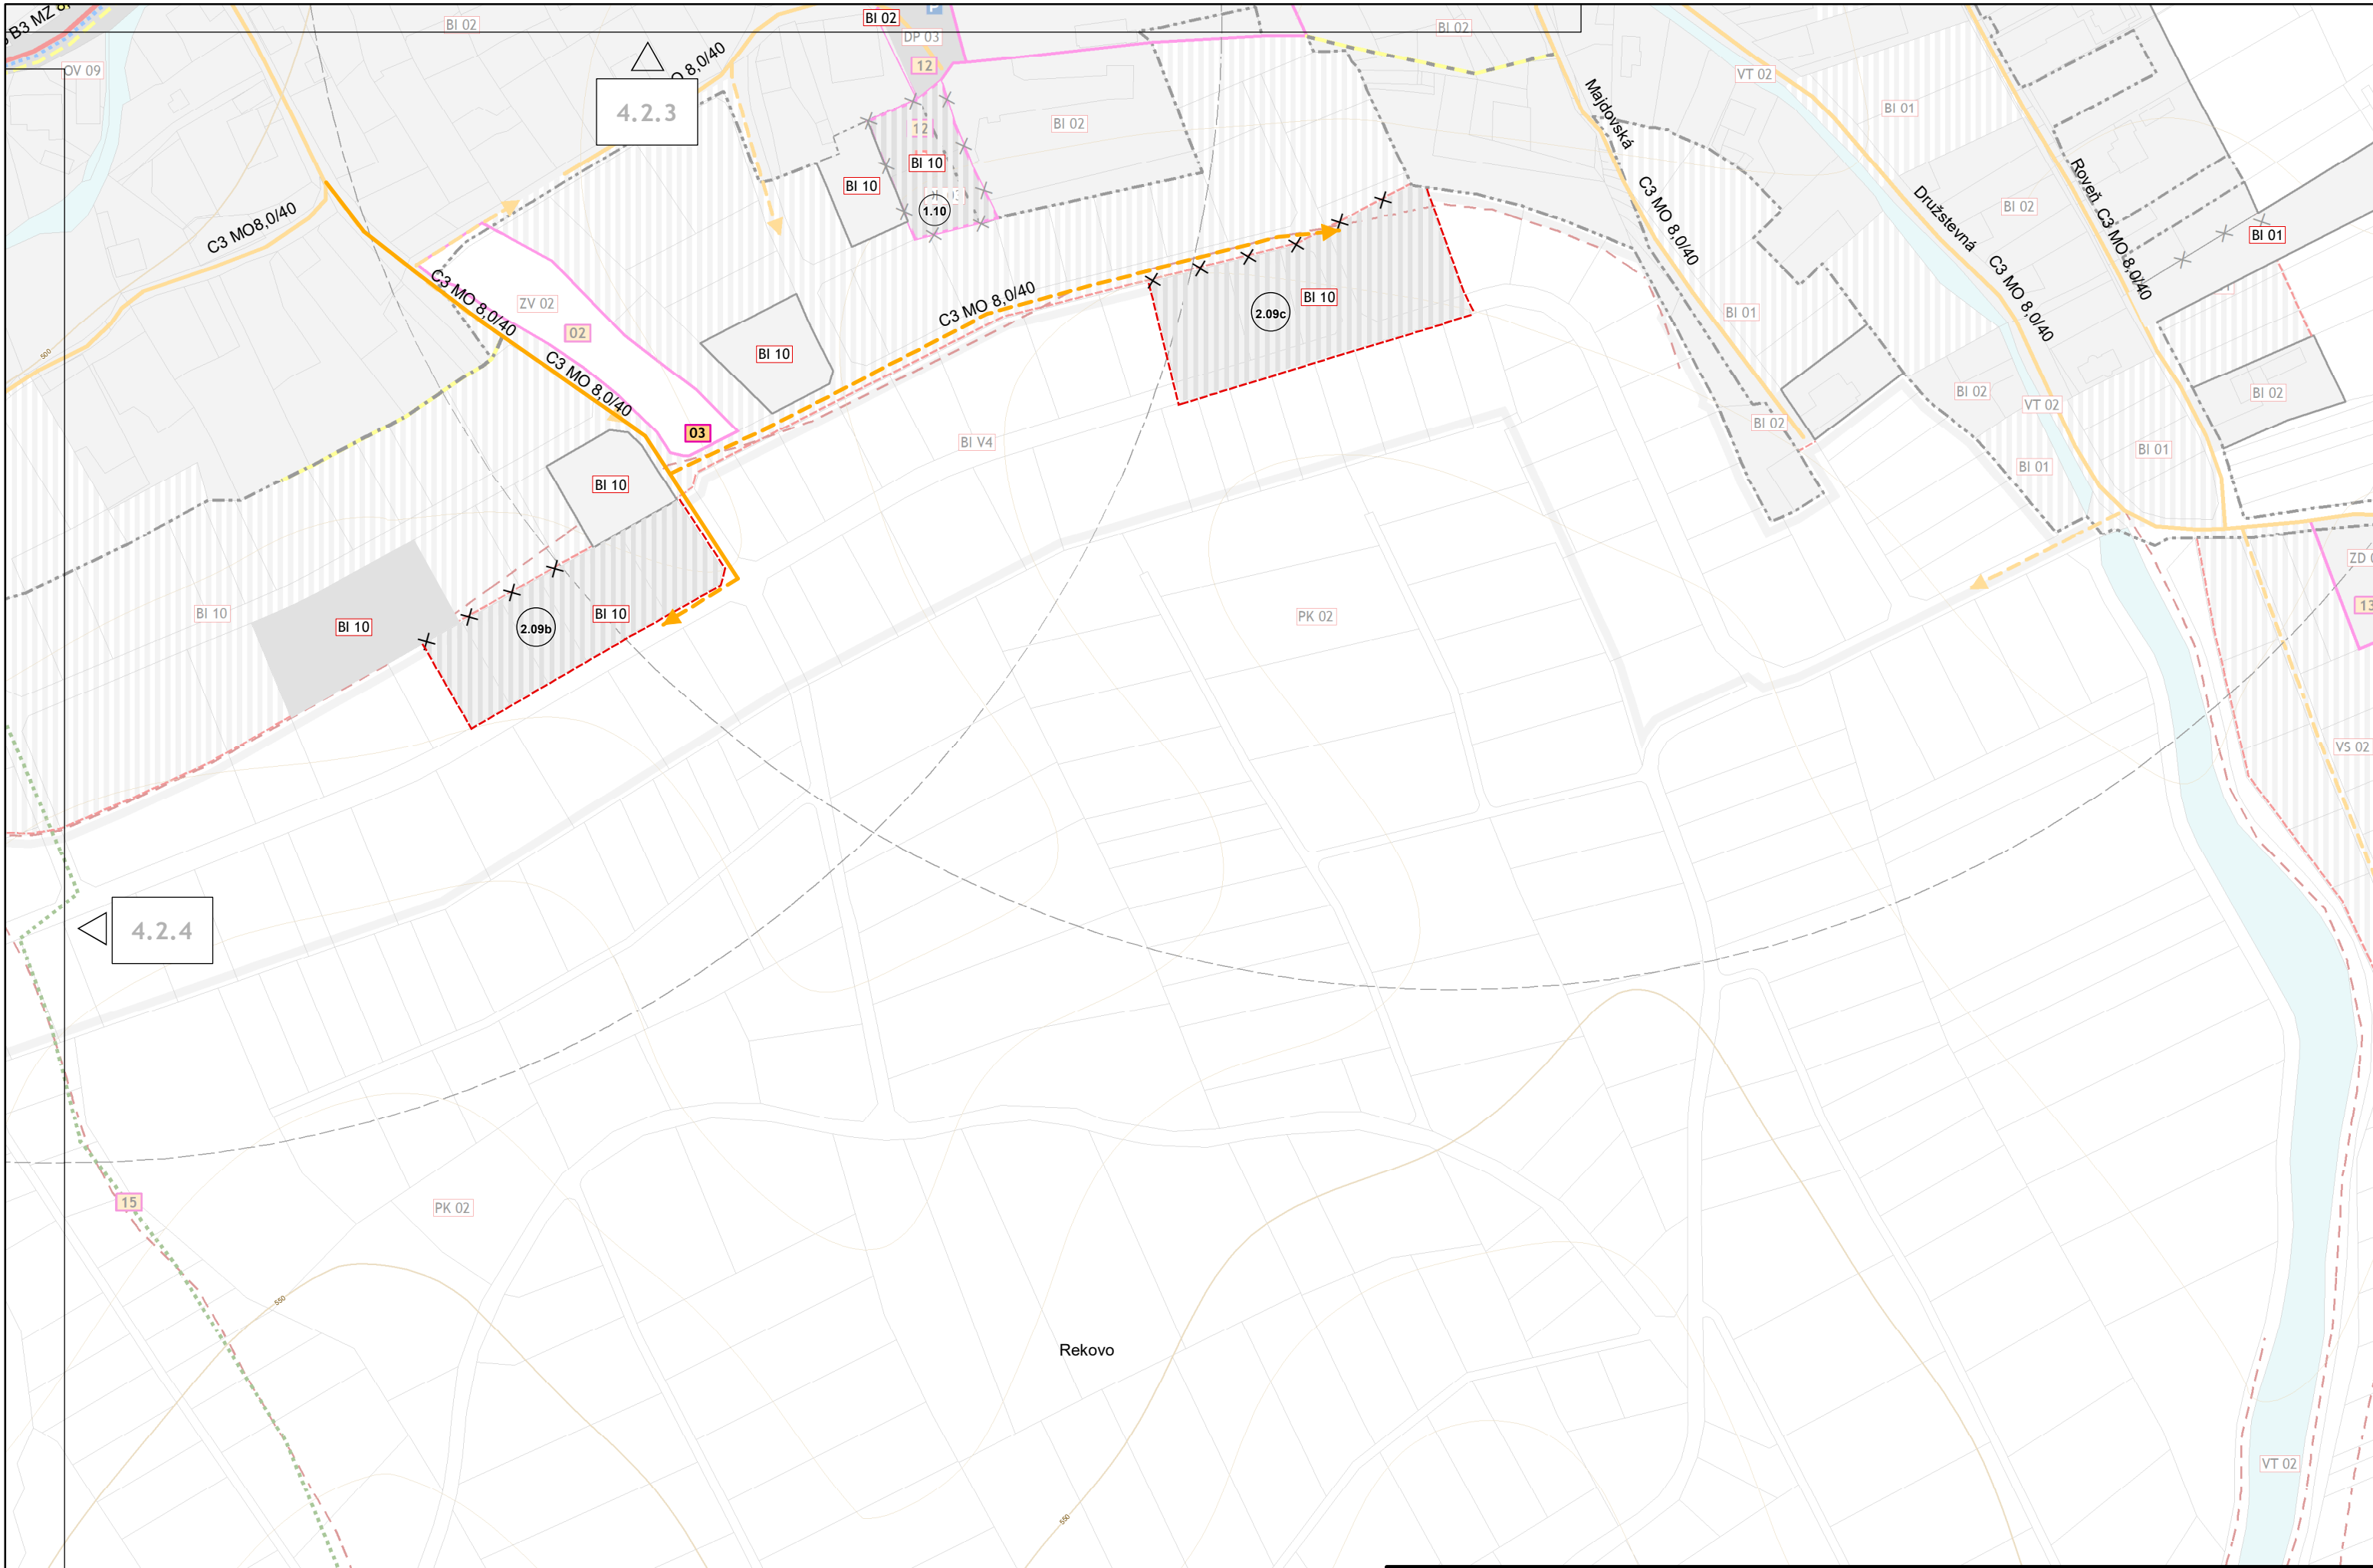 B3 MZ 8,
BI 02
BI 02
P
DP 03
BI 02
OV 09
12
O 8,0/40
4.2.3
12
BI 02
BI 10
BI 10
1.10
Majdovská
VT 02
BI 01
Roveň
C3 MO 8,0/40
C3 MO8,0/40
C3 MO 8,0/40
Družstevná
BI 02
C3 MO 8,0/40
BI 01
C3 MO 8,0/40
ZV 02
02
C3 MO 8,0/40
BI 10
2.09c
BI 01
500
BI 10
C3 MO 8,0/40
BI 02
BI 02
VT 02
BI 02
03
BI V4
BI 01
BI 01
BI 10
ZD 0
13
BI 10
BI 10
2.09b
BI 10
PK 02
VS 02
4.2.4
15
PK 02
550
Rekovo
VT 02
550